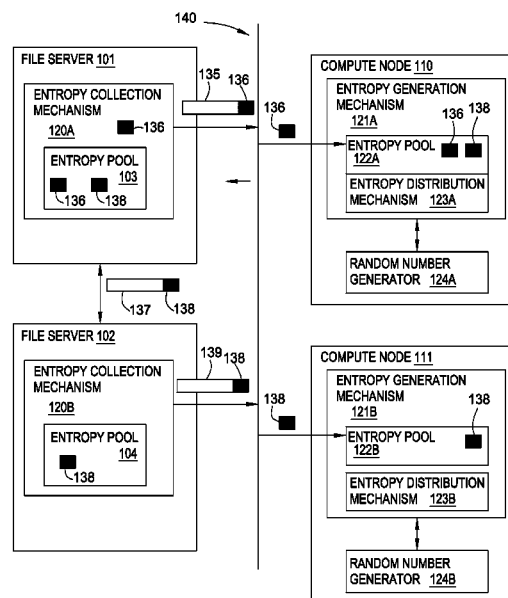 140
FILE SERVER 101
ENTROPY COLLECTION
MECHANISM
120A
136
ENTROPY POOL
103
136
138
135
136
136
COMPUTE NODE 110
ENTROPY GENERATION
MECHANISM
121A
136
138
ENTROPY POOL
122A
ENTROPY DISTRIBUTION
MECHANISM 123A
RANDOM NUMBER
GENERATOR 124A
137
138
FILE SERVER 102
ENTROPY COLLECTION
MECHANISM
120B
ENTROPY POOL
104
138
139
138
138
COMPUTE NODE 111
ENTROPY GENERATION
MECHANISM
121B
138
ENTROPY POOL
122B
ENTROPY DISTRIBUTION
MECHANISM 123B
RANDOM NUMBER
GENERATOR 124B